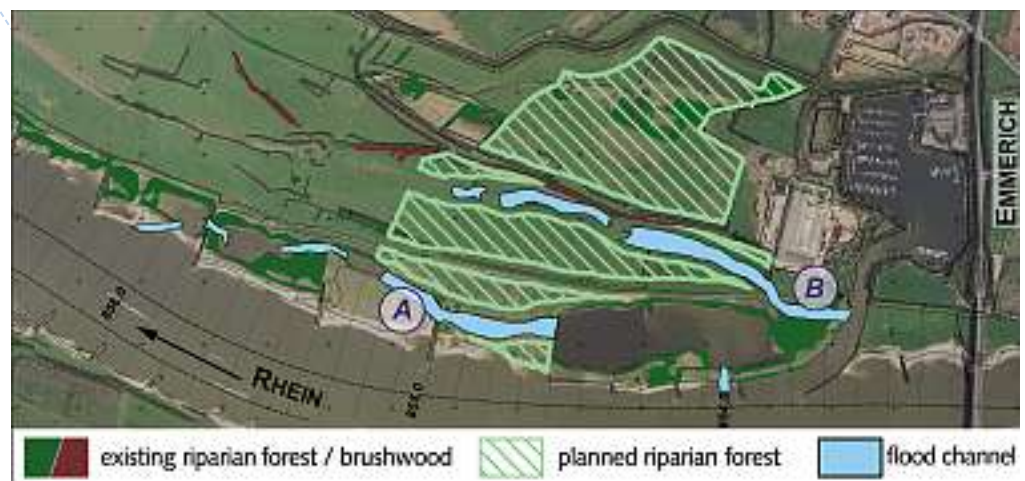 EMMERICH
B
A
RHEIN
existing riparian forest / brushwood
planned riparian forest
flood channel